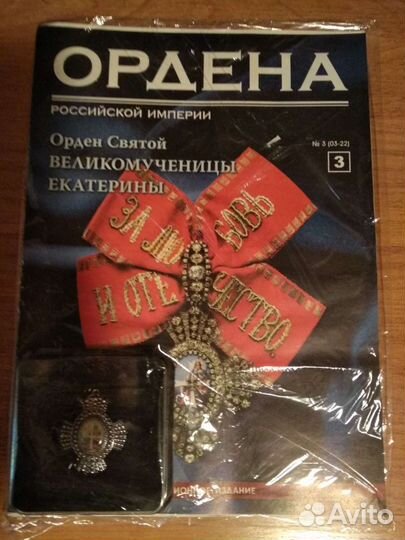 ОРДЕНА
РОССИЙСКОЙ ИМПЕРИИ
Орден Святой
ВЕЛИКОМУЧЕНИЦЫ
ЕКАТЕРИНЫ
№ 3 (03-22)
3
ЗА ЛЮ БОВЬ
И ОТЕ ЧЕСТВО.
ИЗДАНИЕ
Avito